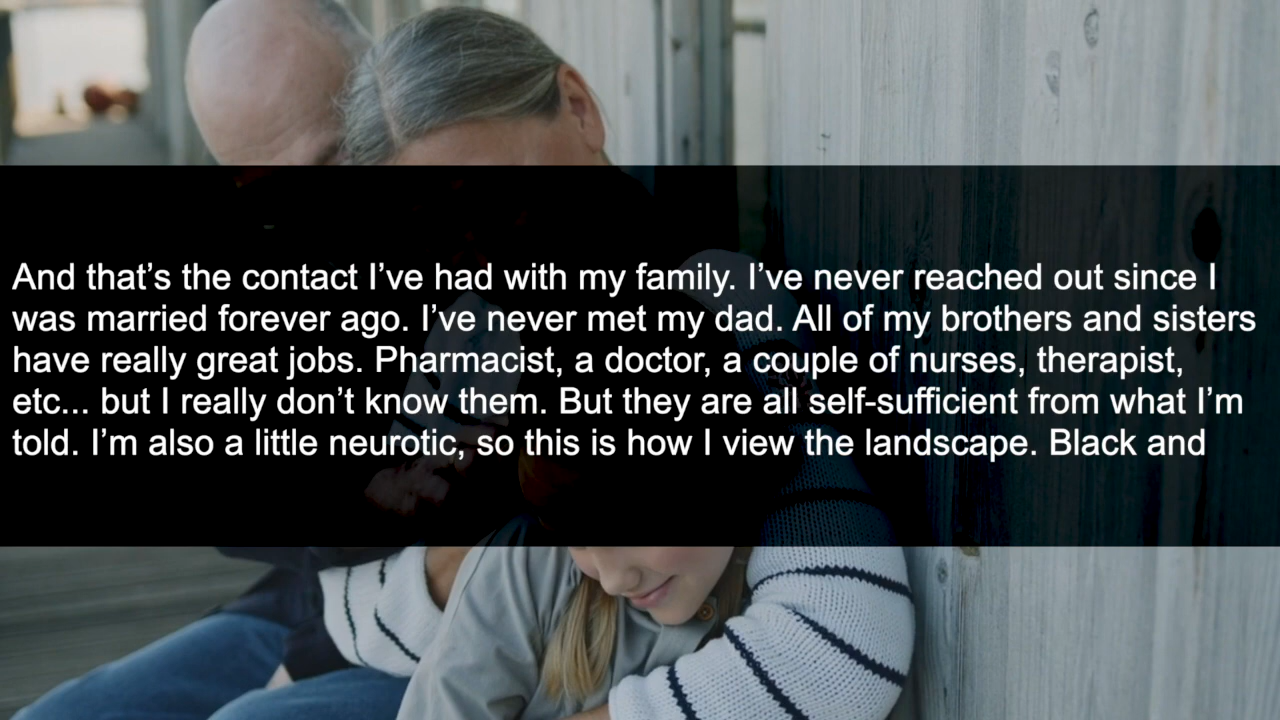 And that’s the contact I’ve had with my family. I’ve never reached out since I
was married forever ago. I’ve never met my dad. All of my brothers and sisters
have really great jobs. Pharmacist, a doctor, a couple of nurses, therapist,
etc... but I really don’t know them. But they are all self-sufficient from what I’m
told. I’m also a little neurotic, so this is how I view the landscape. Black and